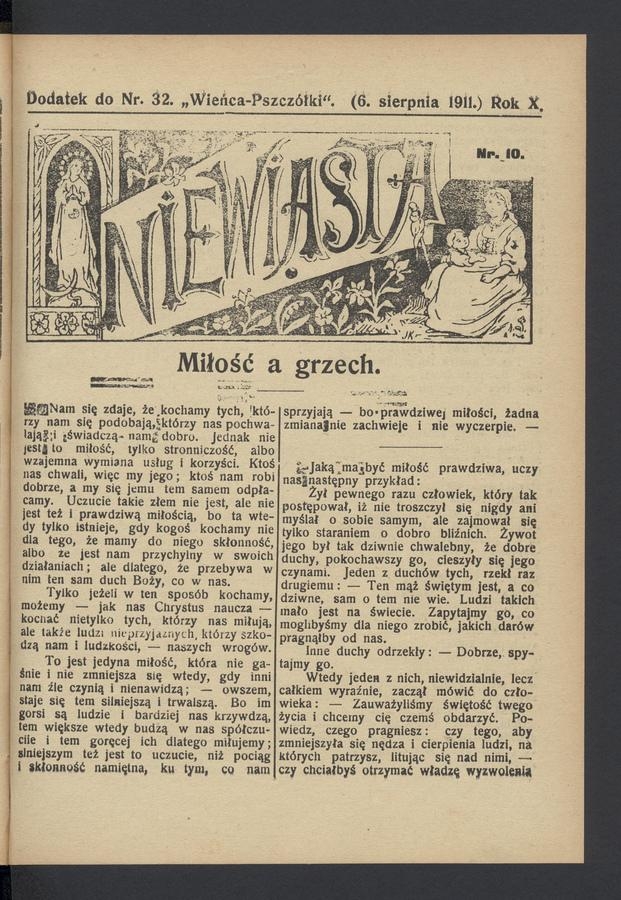 Dodatek do Nr. 32. „Wieńca-Pszczółki“. (6. sierpnia 1911.) Rok X.
Nr. 10.
NIEWIASTA
JK
Miłość a grzech.
Nam się zdaje, że kochamy tych, któ-
rzy nam się podobają, którzy nas pochwa-
lają i świadczą nam dobro. Jednak nie
jest to miłość, tylko stronniczość, albo
wzajemna wymiana usług i korzyści. Ktoś
nas chwali, więc my jego; ktoś nam robi
dobrze, a my się jemu tem samem odpła-
camy. Uczucie takie złem nie jest, ale nie
jest też i prawdziwą miłością, bo ta wte-
dy tylko istnieje, gdy kogoś kochamy nie
dla tego, że mamy do niego skłonność,
albo że jest nam przychylny w swoich
działaniach; ale dlatego, że przebywa w
nim ten sam duch Boży, co w nas.
Tylko jeżeli w ten sposób kochamy,
możemy — jak nas Chrystus naucza —
kochać nietylko tych, którzy nas miłują,
ale także ludzi nieprzyjaznych, którzy szko-
dzą nam i ludzkości, — naszych wrogów.
To jest jedyna miłość, która nie ga-
śnie i nie zmniejsza się wtedy, gdy inni
nam źle czynią i nienawidzą; — owszem,
staje się tem silniejszą i trwalszą. Bo im
gorsi są ludzie i bardziej nas krzywdzą,
tem większe wtedy budzą w nas spółczu-
cie i tem goręcej ich dlatego miłujemy;
silniejszym też jest to uczucie, niż pociąg
i skłonność namiętna, ku tym, co nam
sprzyjają — bo prawdziwej miłości, żadna
zmiana nie zachwieje i nie wyczerpie. —
Jaką ma być miłość prawdziwa, uczy
nas następny przykład:
Żył pewnego razu człowiek, który tak
postępował, iż nie troszczył się nigdy ani
myślał o sobie samym, ale zajmował się
tylko staraniem o dobro bliźnich. Żywot
jego był tak dziwnie chwalebny, że dobre
duchy, pokochawszy go, cieszyły się jego
czynami. Jeden z duchów tych, rzekł raz
drugiemu: — Ten mąż świętym jest, a co
dziwne, sam o tem nie wie. Ludzi takich
mało jest na świecie. Zapytajmy go, co
moglibyśmy dla niego zrobić, jakich darów
pragnąłby od nas.
Inne duchy odrzekły: — Dobrze, spy-
tajmy go.
Wtedy jeden z nich, niewidzialnie, lecz
całkiem wyraźnie, zaczął mówić do czło-
wieka: — Zauważyliśmy świętość twego
życia i chcemy cię czemś obdarzyć. Po-
wiedz, czego pragniesz: czy tego, aby
zmniejszyła się nędza i cierpienia ludzi, na
których patrzysz, litując się nad nimi, —
czy chciałbyś otrzymać władzę wyzwolenia